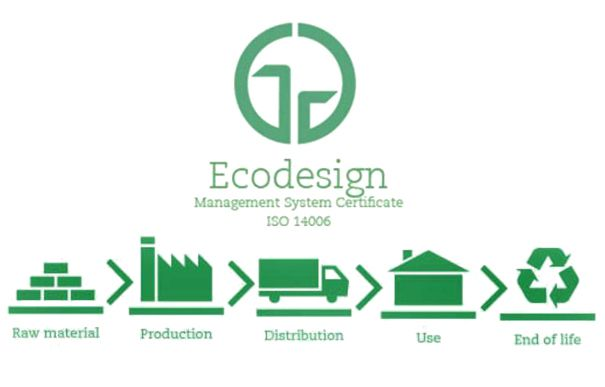 Ecodesign
Management System Certificate
ISO 14006
Raw material
Production
Distribution
Use
End of life